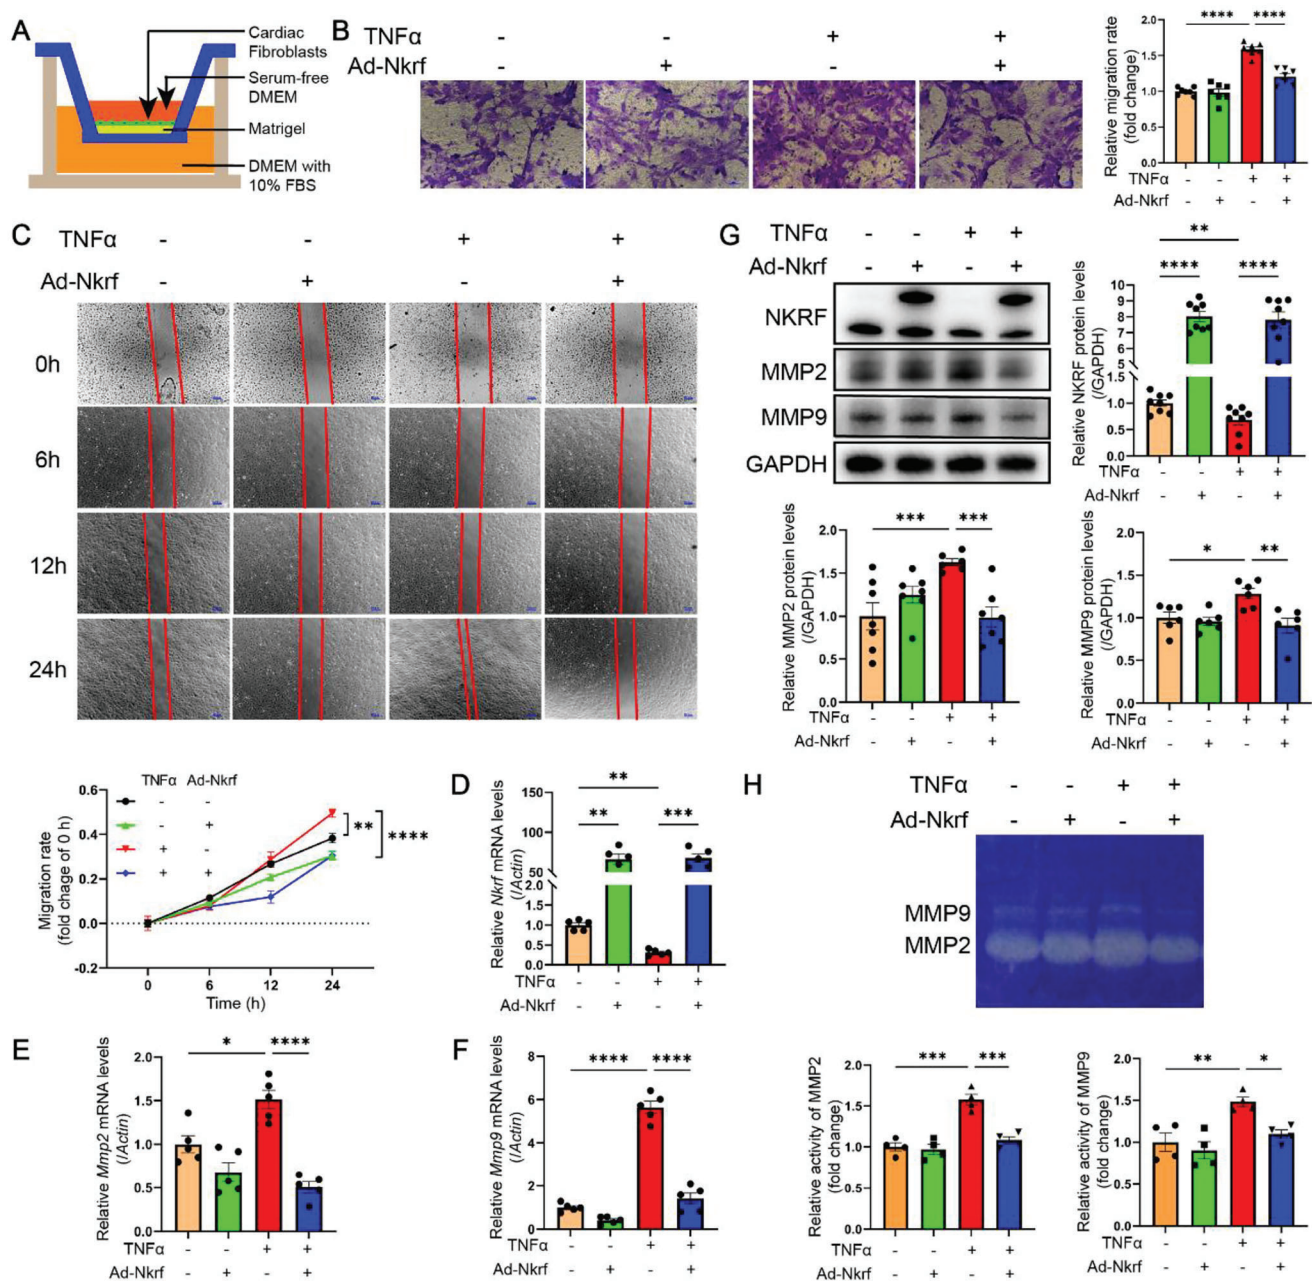 A
Cardiac
Fibroblasts
Serum-free
DMEM
Matrigel
DMEM with
10% FBS
B
TNFα - - + +
Ad-Nkrf - + - +
Relative migration rate
(fold change)
2.0
1.5
1.0
0.5
0.0
**** ****
TNFα - - + +
Ad-Nkrf - + - +
C
TNFα - - + +
Ad-Nkrf - + - +
0h
6h
12h
24h
TNFα Ad-Nkrf
- -
- +
+ -
+ +
** ****
Migration rate
(fold chage of 0 h)
0.6
0.4
0.2
0.0
-0.2
0 6 12 24
Time (h)
D
Relative Nkrf mRNA levels
(/Actin)
150
100
50
2.0
1.5
1.0
0.5
0.0
**
** ***
TNFα - - + +
Ad-Nkrf - + - +
E
Relative Mmp2 mRNA levels
(/Actin)
2.0
1.5
1.0
0.5
0.0
* ****
TNFα - - + +
Ad-Nkrf - + - +
F
Relative Mmp9 mRNA levels
(/Actin)
8
6
4
2
0
**** ****
TNFα - - + +
Ad-Nkrf - + - +
G
TNFα - - + +
Ad-Nkrf - + - +
NKRF
MMP2
MMP9
GAPDH
Relative NKRF protein levels
(/GAPDH)
10
9
8
7
6
5
1.5
1.0
0.5
0.0
**
**** ****
TNFα - - + +
Ad-Nkrf - + - +
Relative MMP2 protein levels
(/GAPDH)
2.0
1.5
1.0
0.5
0.0
*** ***
TNFα - - + +
Ad-Nkrf - + - +
Relative MMP9 protein levels
(/GAPDH)
2.0
1.5
1.0
0.5
0.0
* **
TNFα - - + +
Ad-Nkrf - + - +
H
TNFα - - + +
Ad-Nkrf - + - +
MMP9
MMP2
Relative activity of MMP2
(fold change)
2.0
1.5
1.0
0.5
0.0
*** ***
TNFα - - + +
Ad-Nkrf - + - +
Relative activity of MMP9
(fold change)
2.0
1.5
1.0
0.5
0.0
** *
TNFα - - + +
Ad-Nkrf - + - +